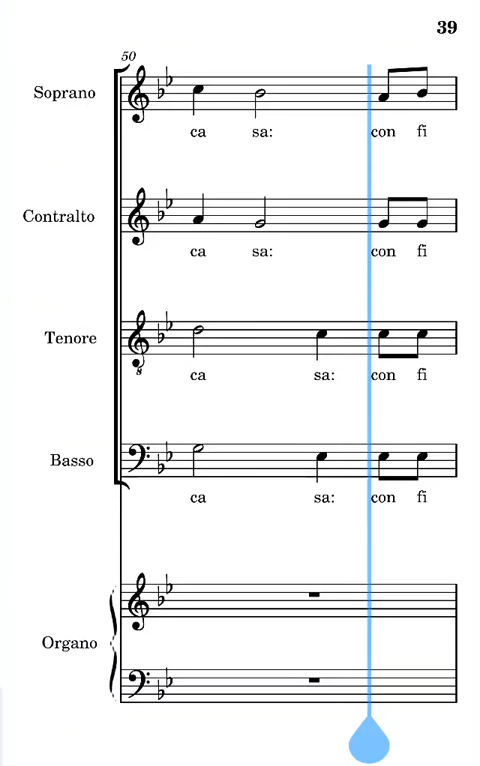 39
50
Soprano
ca sa: con fi
Contralto
ca sa: con fi
Tenore
8
ca sa: con fi
Basso
ca sa: con fi
Organo